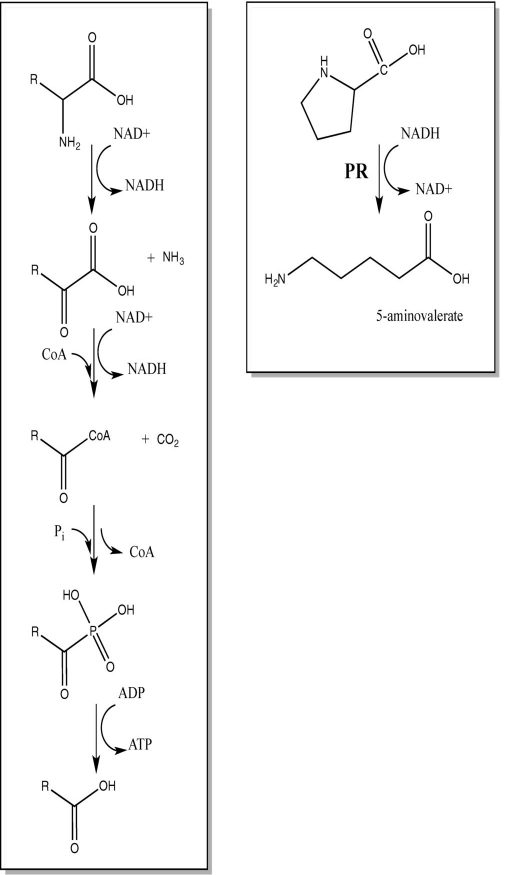 O
R
OH
NH2
NAD+
NADH
O
R
OH
O
+ NH3
NAD+
CoA
NADH
R
CoA
O
+ CO2
Pi
CoA
HO
OH
R
P
O
O
ADP
ATP
R
OH
O
H
N
O
C
OH
NADH
PR
NAD+
H2N
O
OH
5-aminovalerate